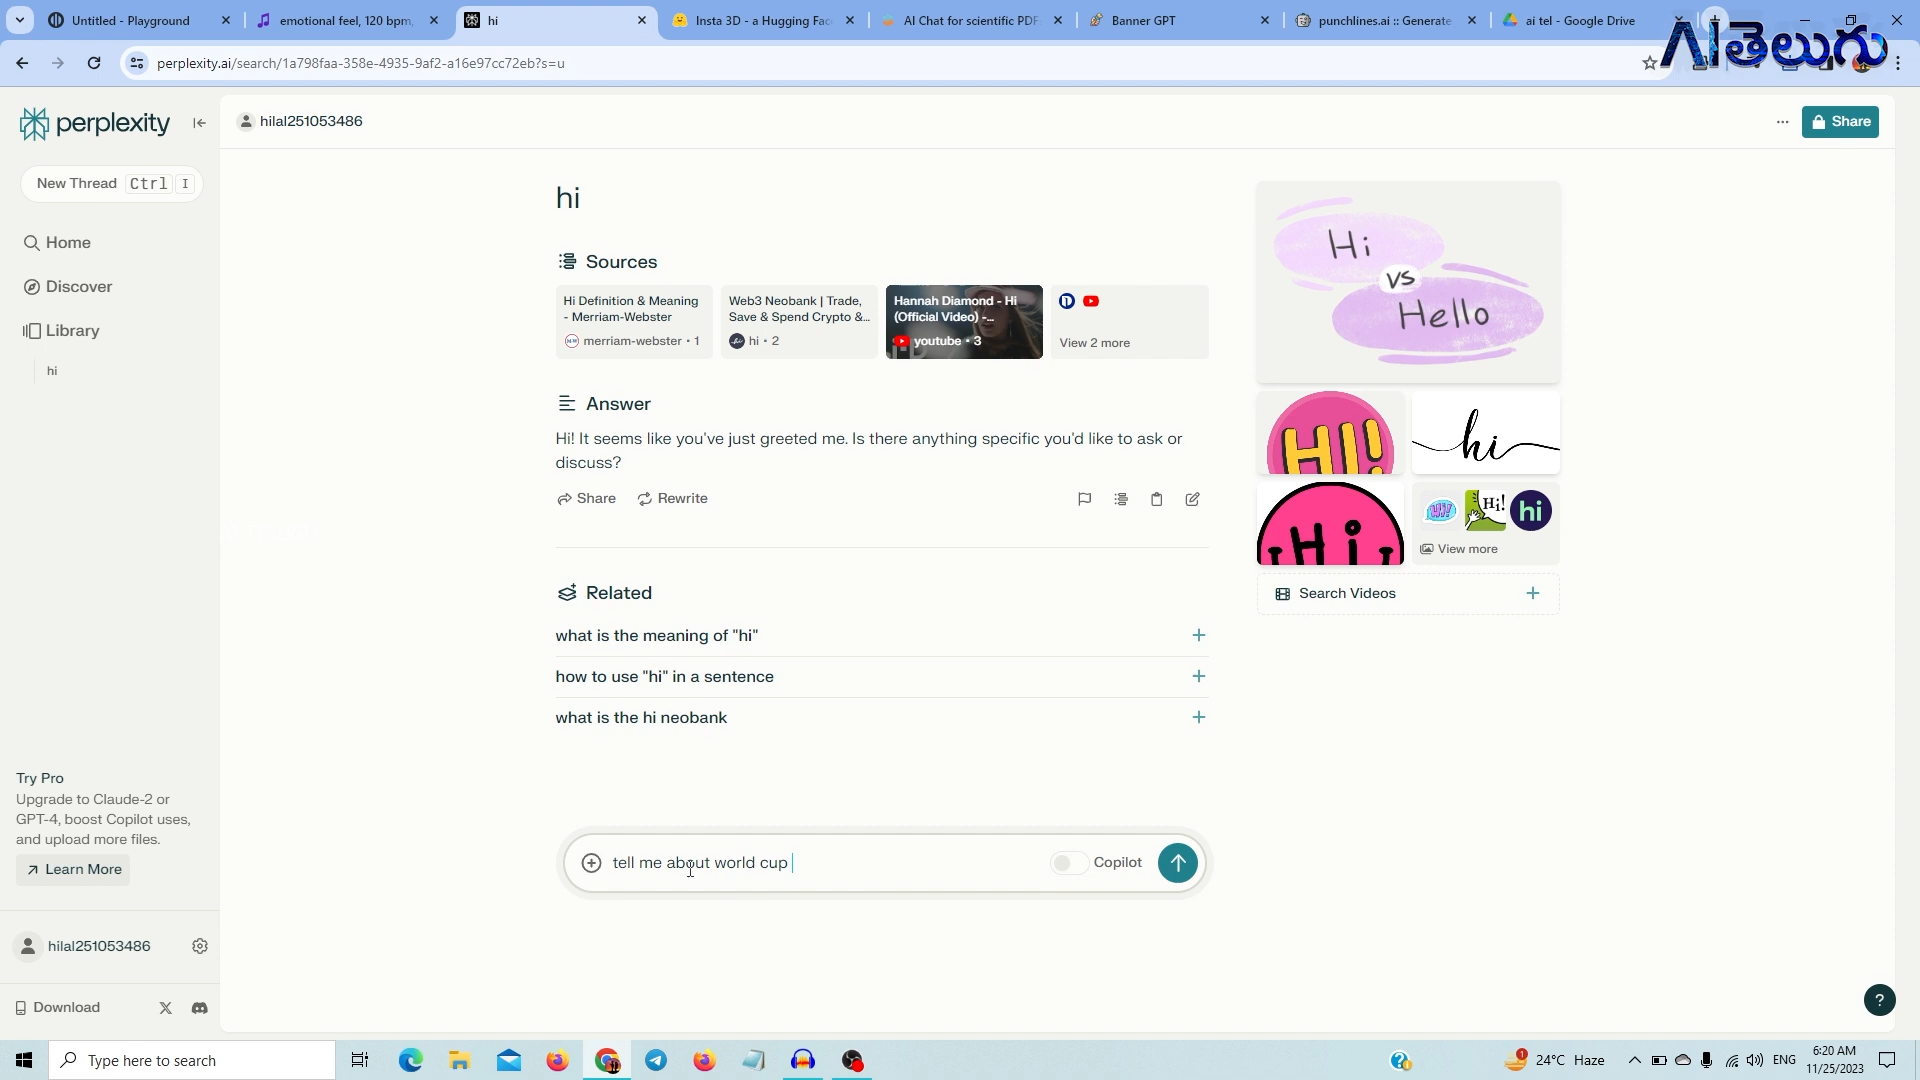 Untitled - Playground
emotional feel, 120 bpm,
hi
Insta 3D - a Hugging Fac
AI Chat for scientific PDF
Banner GPT
punchlines.ai :: Generate
ai tel - Google Drive
AIతెలుగు
perplexity.ai/search/1a798faa-358e-4935-9af2-a16e97cc72eb?s=u
perplexity
hilal251053486
Share
New Thread Ctrl I
Home
Discover
Library
hi
hi
Sources
Hi Definition & Meaning
- Merriam-Webster
merriam-webster • 1
Web3 Neobank | Trade,
Save & Spend Crypto &...
hi • 2
Hannah Diamond - Hi
(Official Video) -...
youtube • 3
View 2 more
Answer
Hi! It seems like you've just greeted me. Is there anything specific you'd like to ask or
discuss?
Share
Rewrite
Related
what is the meaning of "hi"
how to use "hi" in a sentence
what is the hi neobank
tell me about world cup
Copilot
Hi
vs
Hello
HI!
hi
Hi
Hi!
Hi!
hi
View more
Search Videos
Try Pro
Upgrade to Claude-2 or
GPT-4, boost Copilot uses,
and upload more files.
Learn More
hilal251053486
Download
?
Type here to search
1
24°C Haze
ENG
6:20 AM
11/25/2023